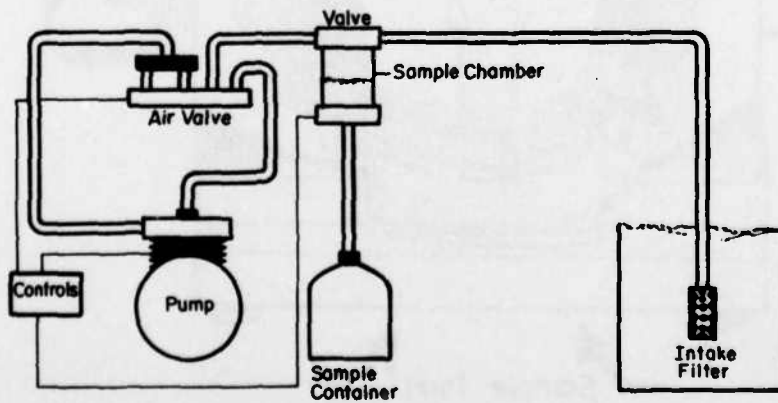 Valve
Sample Chamber
Air Valve
Controls
Pump
Sample
Container
Intake
Filter